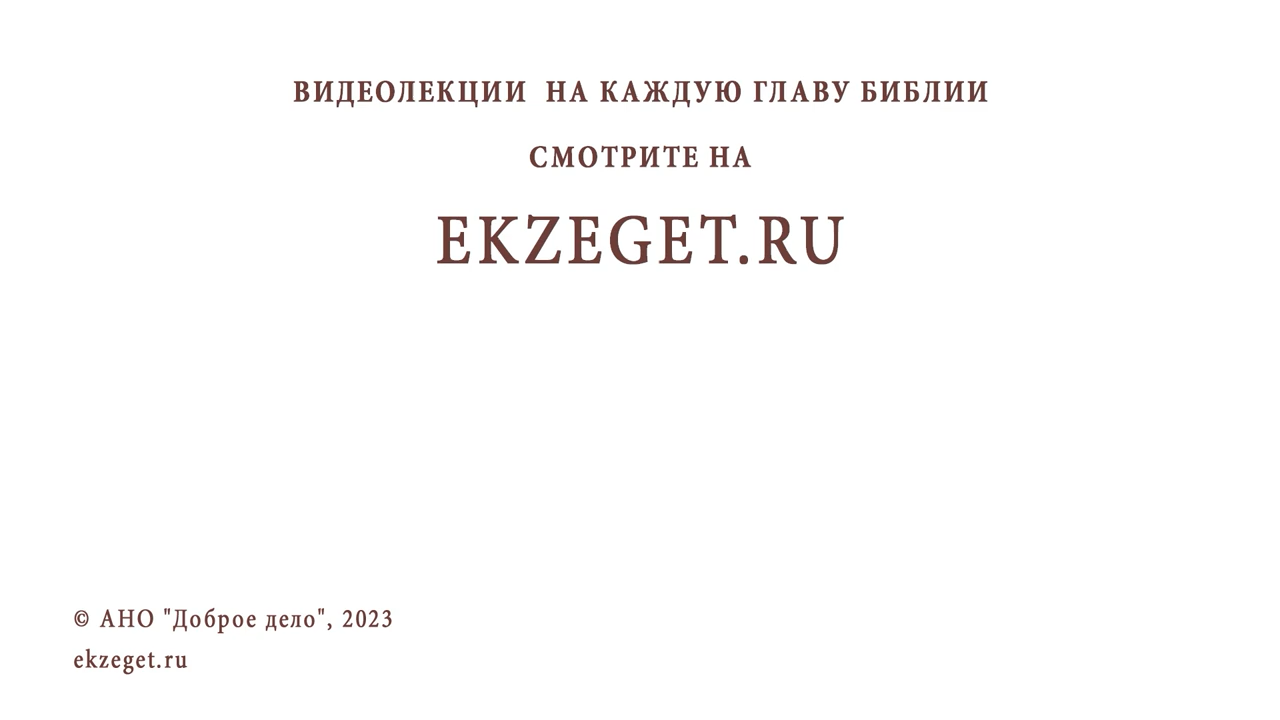 ВИДЕОЛЕКЦИИ НА КАЖДУЮ ГЛАВУ БИБЛИИ
СМОТРИТЕ НА
EKZEGET.RU
© АНО "Доброе дело", 2023
ekzeget.ru